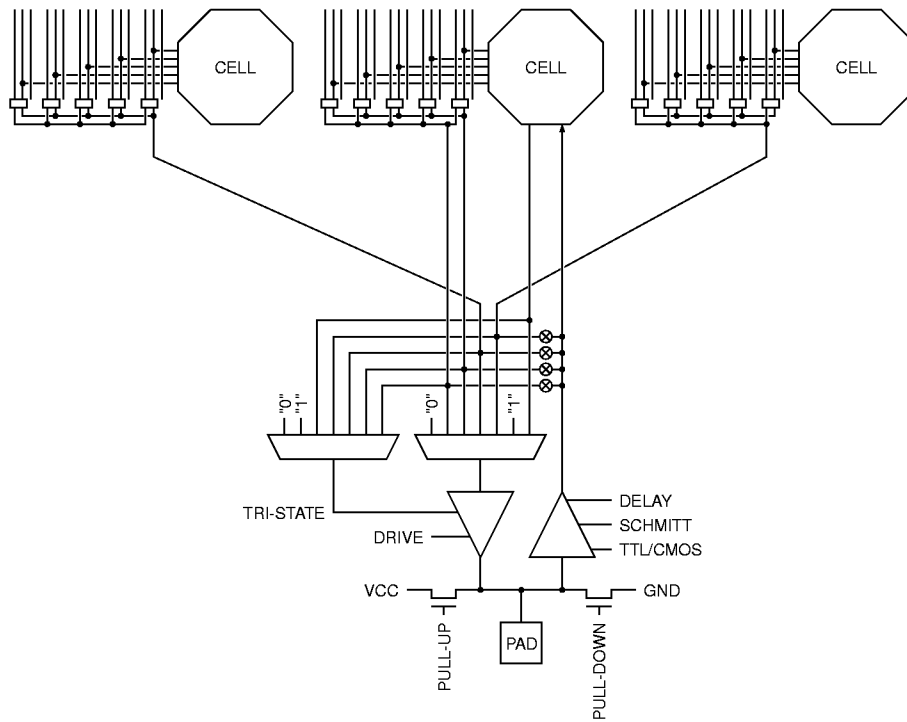 CELL
CELL
CELL
"0"
"1"
"0"
"1"
TRI-STATE
DRIVE
DELAY
SCHMITT
TTL/CMOS
VCC
GND
PULL-UP
PAD
PULL-DOWN